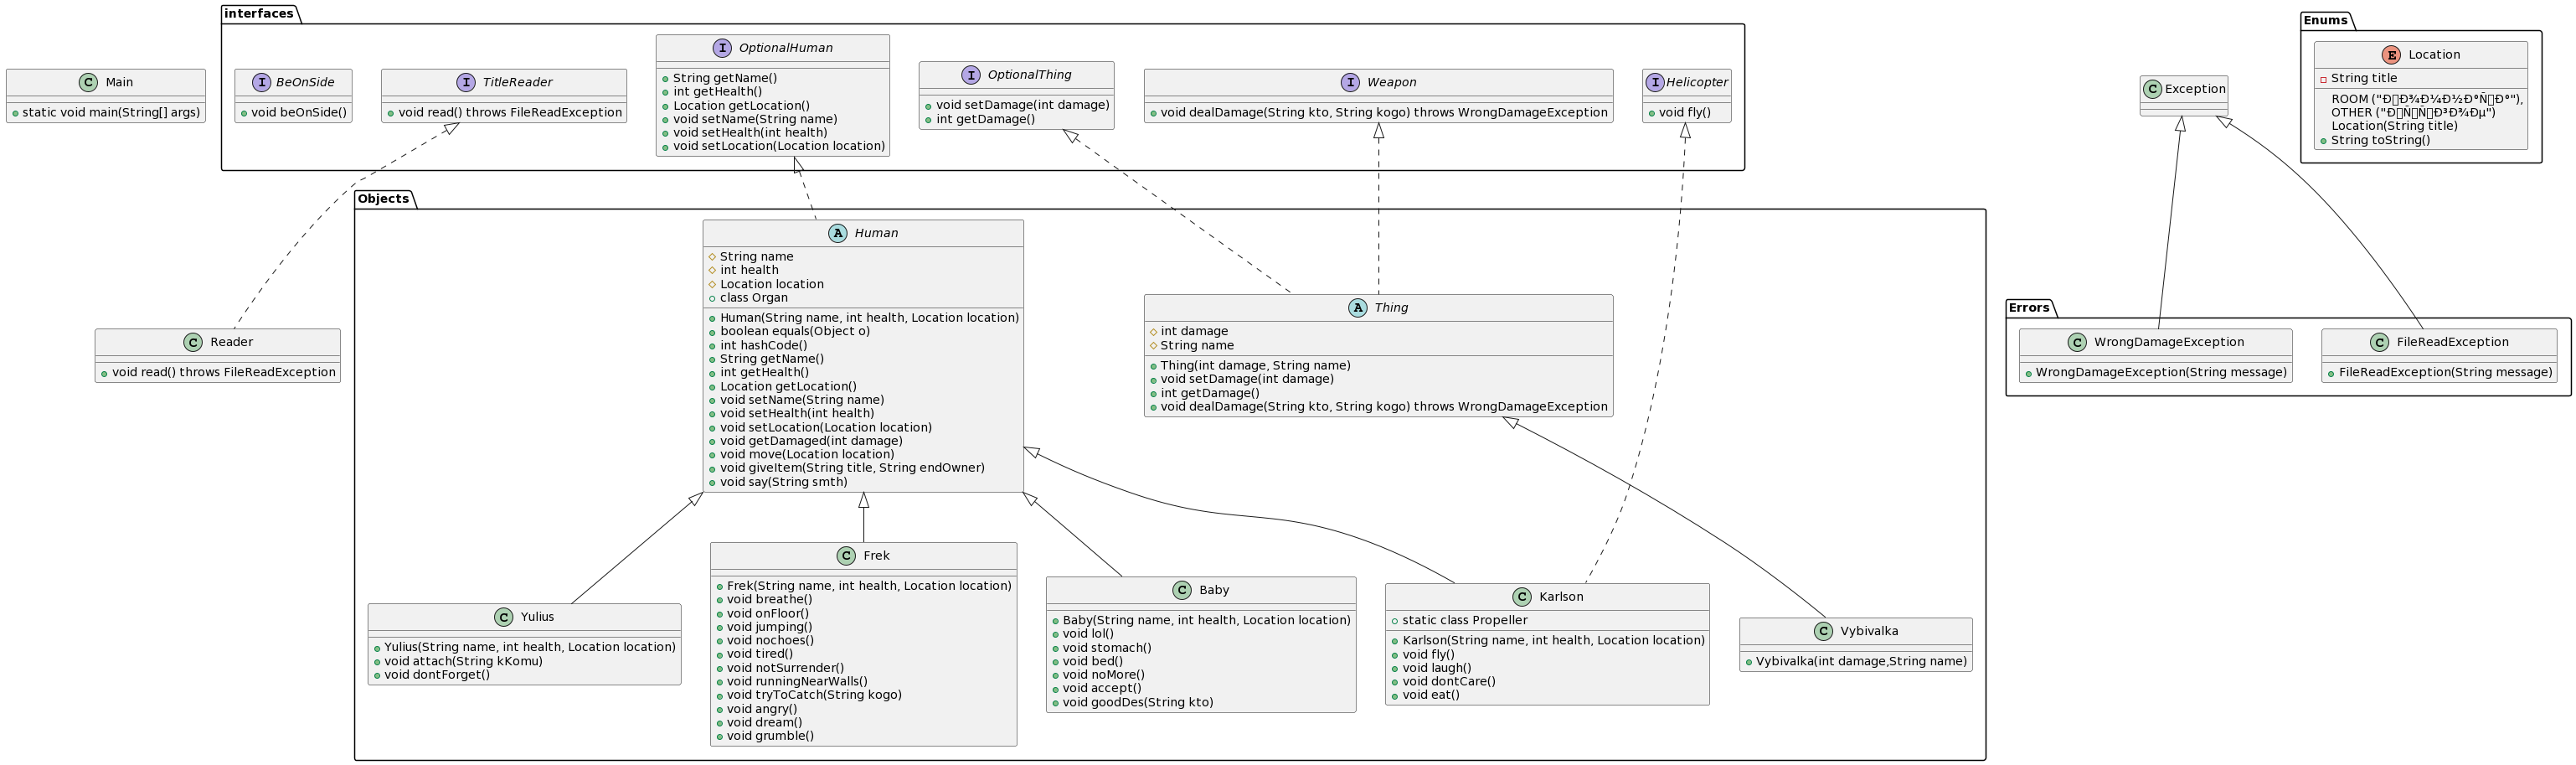 interfaces
I BeOnSide
void beOnSide()
I TitleReader
void read() throws FileReadException
I OptionalHuman
String getName()
int getHealth()
Location getLocation()
void setName(String name)
void setHealth(int health)
void setLocation(Location location)
I OptionalThing
void setDamage(int damage)
int getDamage()
I Weapon
void dealDamage(String kto, String kogo) throws WrongDamageException
I Helicopter
void fly()
C Main
static void main(String[] args)
C Exception
Enums
E Location
String title
ROOM
OTHER
Location(String title)
String toString()
Objects
A Human
String name
int health
Location location
class Organ
Human(String name, int health, Location location)
boolean equals(Object o)
int hashCode()
String getName()
int getHealth()
Location getLocation()
void setName(String name)
void setHealth(int health)
void setLocation(Location location)
void getDamaged(int damage)
void move(Location location)
void giveItem(String title, String endOwner)
void say(String smth)
A Thing
int damage
String name
Thing(int damage, String name)
void setDamage(int damage)
int getDamage()
void dealDamage(String kto, String kogo) throws WrongDamageException
C Reader
void read() throws FileReadException
Errors
C WrongDamageException
WrongDamageException(String message)
C FileReadException
FileReadException(String message)
C Yulius
Yulius(String name, int health, Location location)
void attach(String kKomu)
void dontForget()
C Frek
Frek(String name, int health, Location location)
void breathe()
void onFloor()
void jumping()
void nochoes()
void tired()
void notSurrender()
void runningNearWalls()
void tryToCatch(String kogo)
void angry()
void dream()
void grumble()
C Baby
Baby(String name, int health, Location location)
void lol()
void stomach()
void bed()
void noMore()
void accept()
void goodDes(String kto)
C Karlson
static class Propeller
Karlson(String name, int health, Location location)
void fly()
void laugh()
void dontCare()
void eat()
C Vybivalka
Vybivalka(int damage,String name)